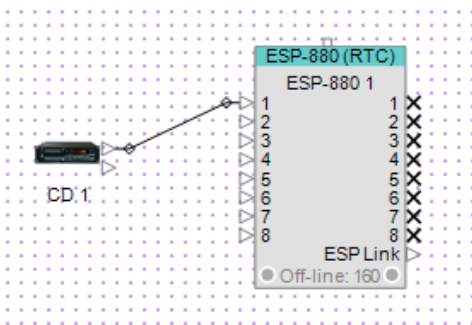 ESP-880 (RTC)
ESP-880 1
1 1
2 2
3 3
4 4
5 5
6 6
7 7
8 8
ESP Link
Off-line: 160
CD 1